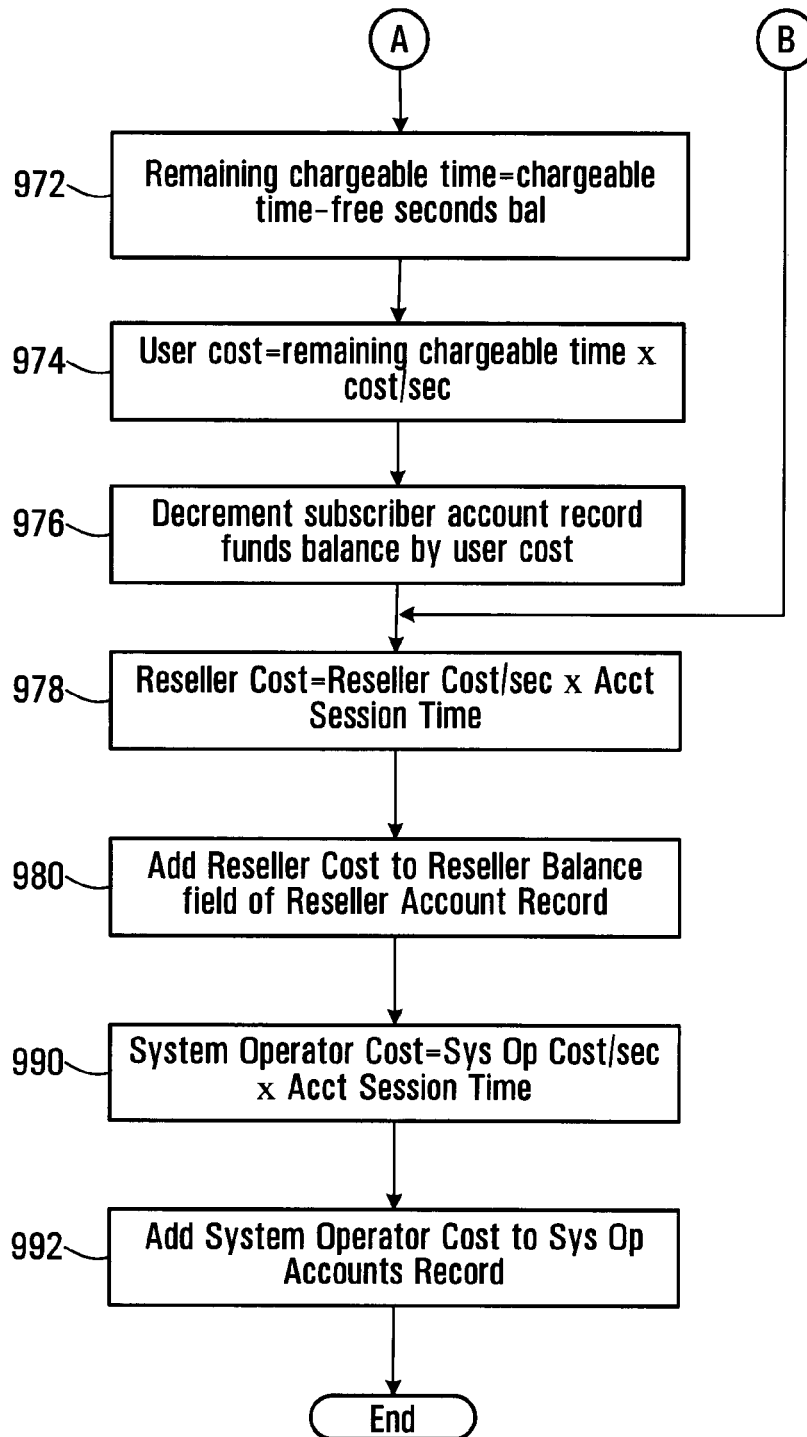 A
B
972
Remaining chargeable time=chargeable
time-free seconds bal
974
User cost=remaining chargeable time x
cost/sec
976
Decrement subscriber account record
funds balance by user cost
978
Reseller Cost=Reseller Cost/sec x Acct
Session Time
980
Add Reseller Cost to Reseller Balance
field of Reseller Account Record
990
System Operator Cost=Sys Op Cost/sec
x Acct Session Time
992
Add System Operator Cost to Sys Op
Accounts Record
End